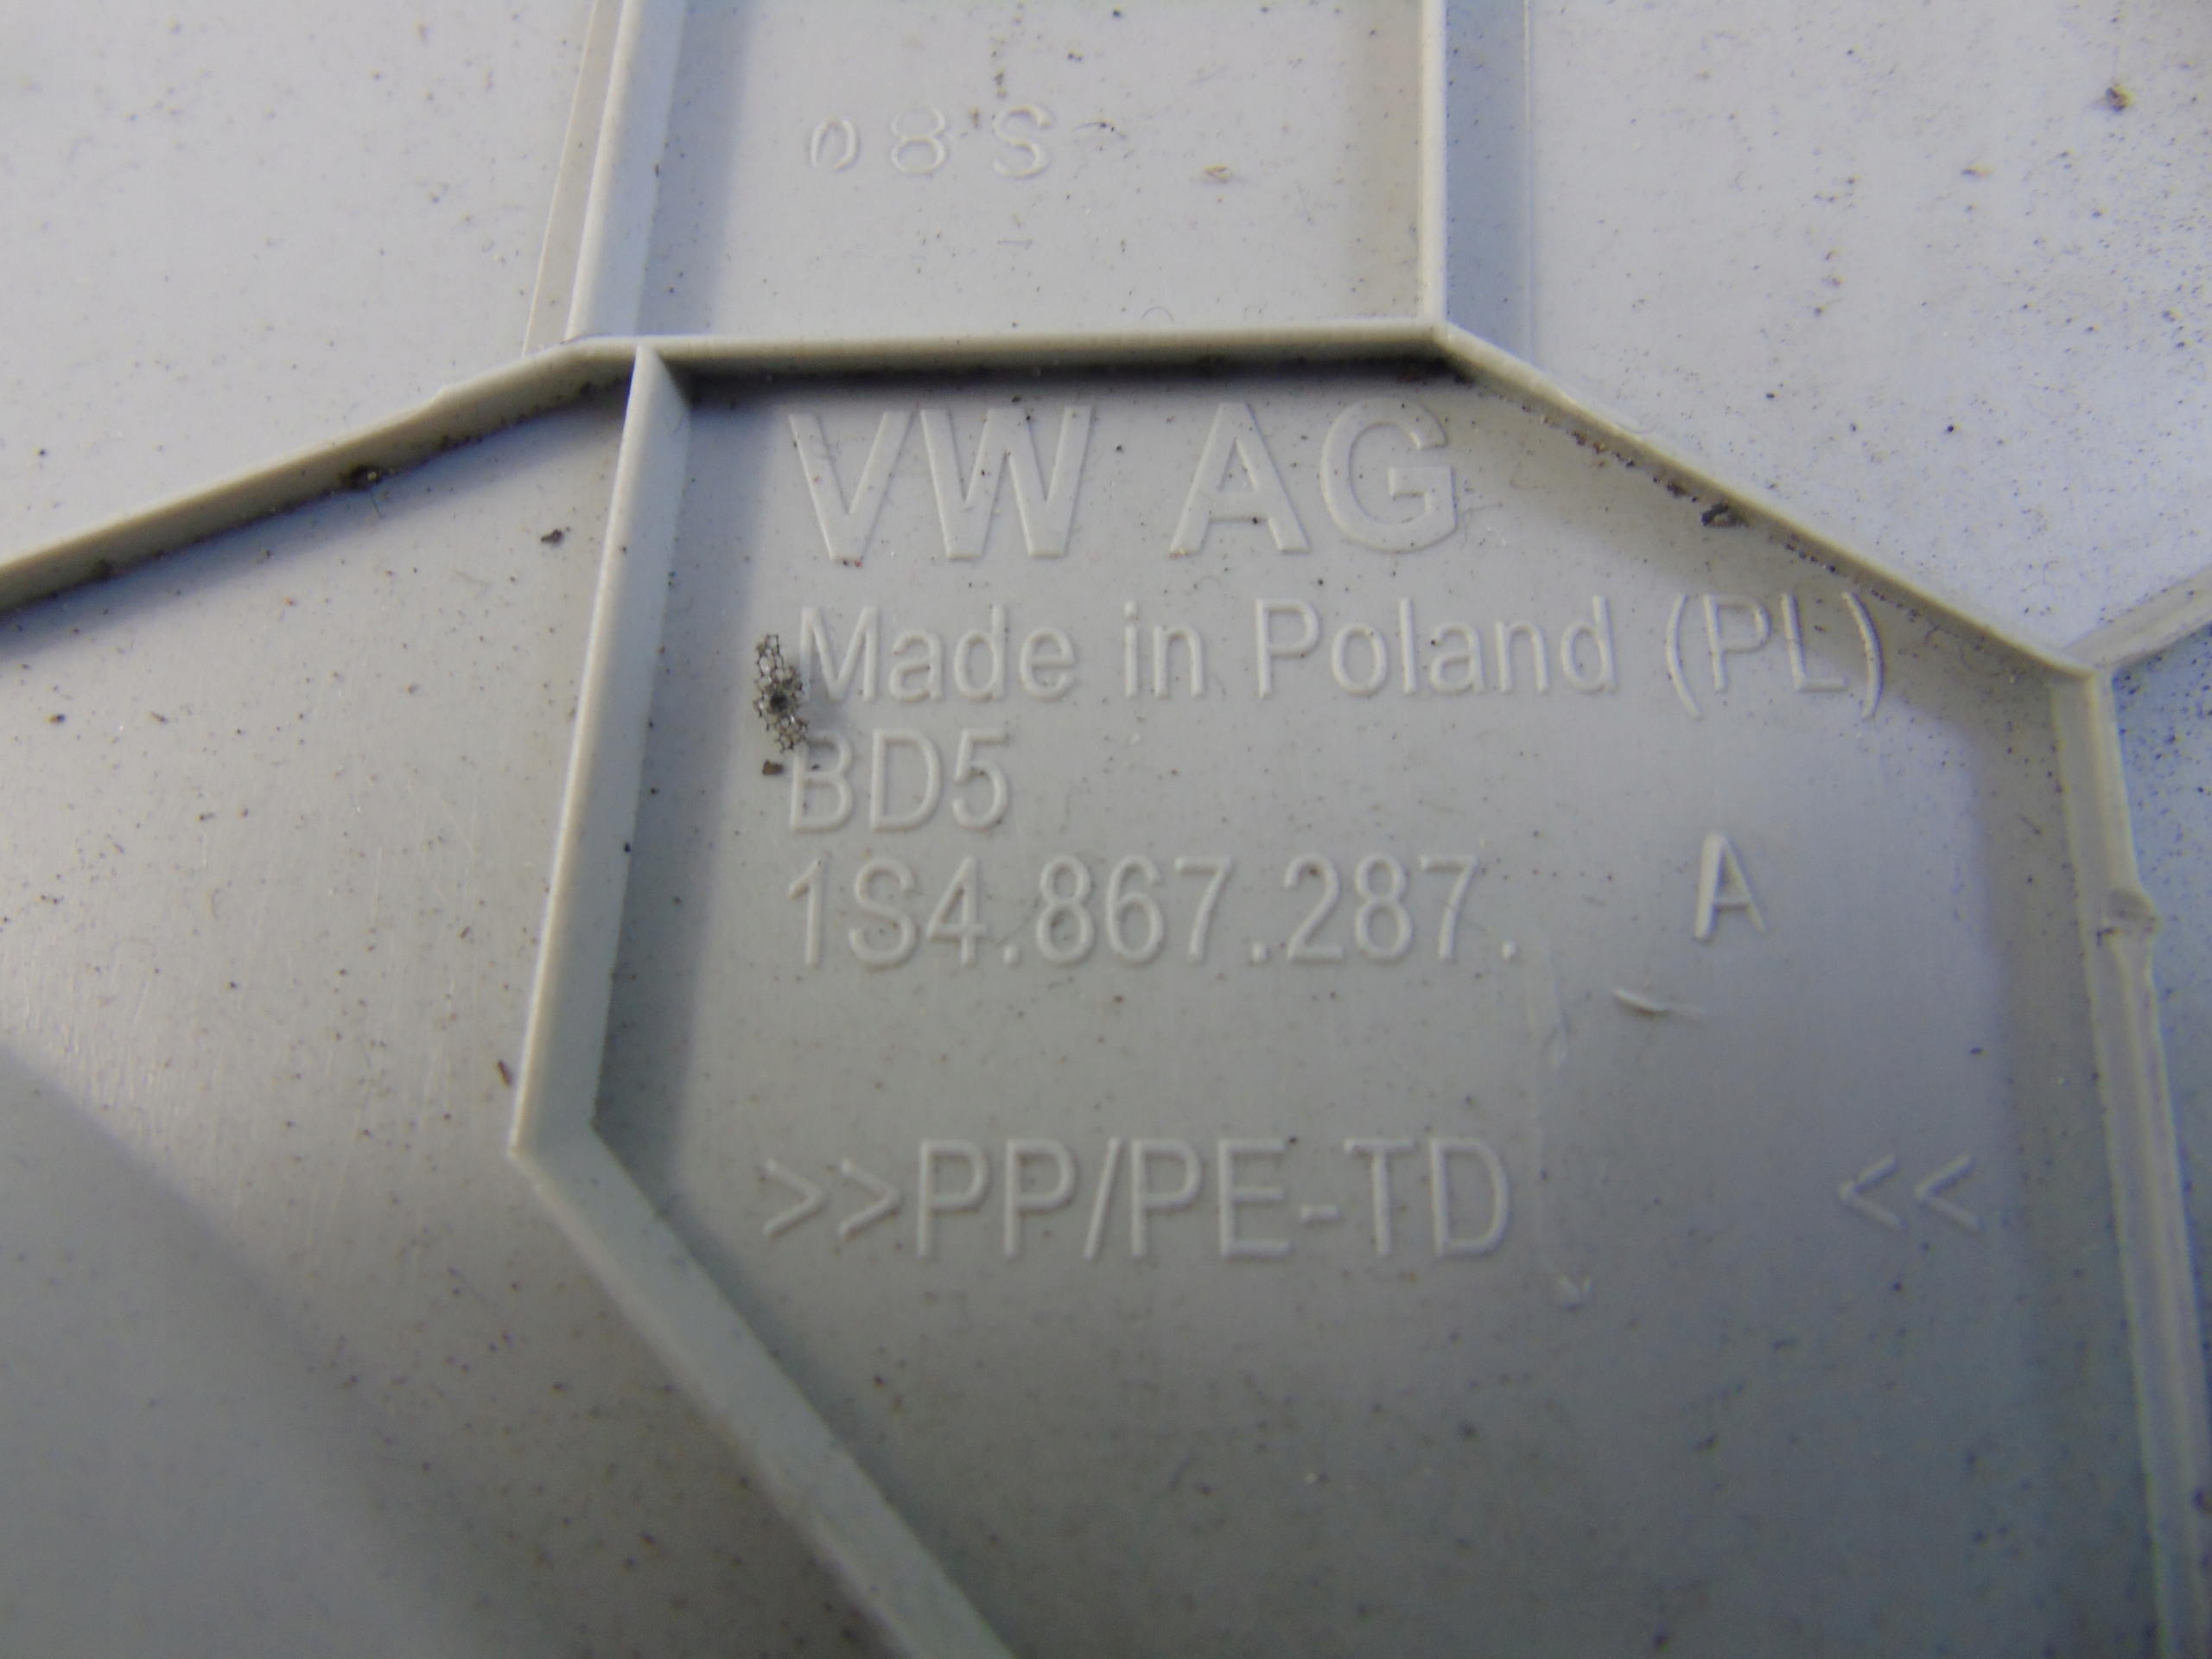 08S
VW AG
Made in Poland (PL)
BD5
1S4.867.287. A
>>PP/PE-TD <<